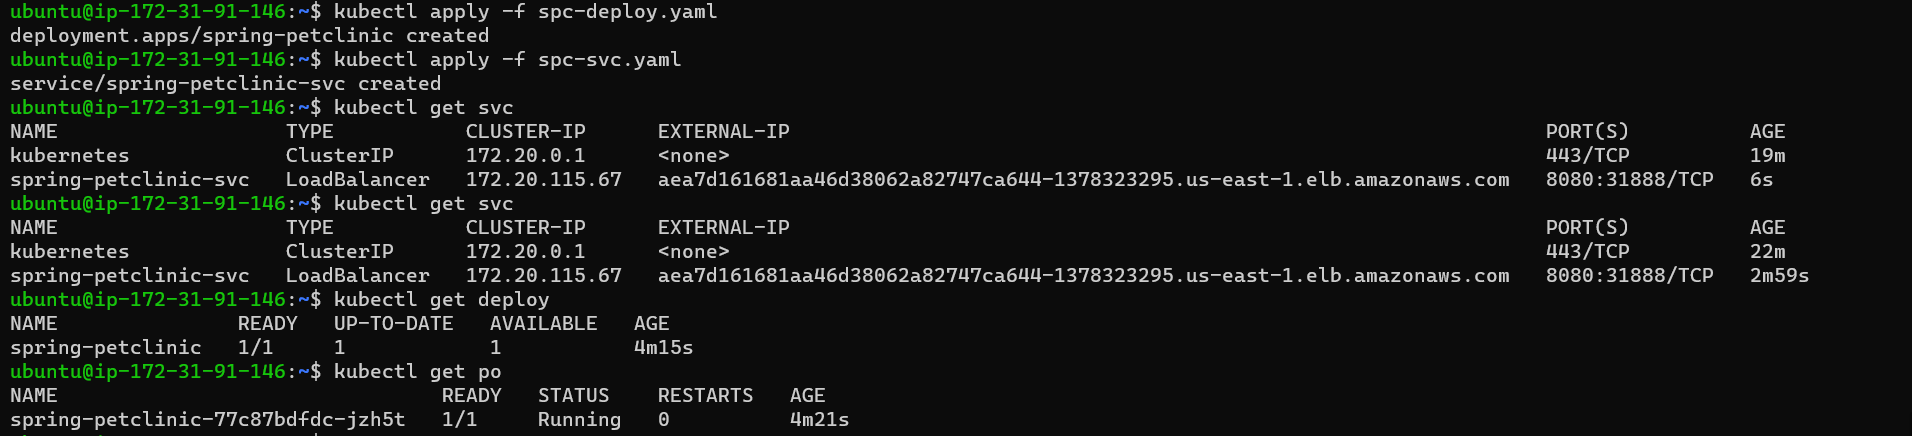 ubuntu@ip-172-31-91-146:~$ kubectl apply -f spc-deploy.yaml
deployment.apps/spring-petclinic created
ubuntu@ip-172-31-91-146:~$ kubectl apply -f spc-svc.yaml
service/spring-petclinic-svc created
ubuntu@ip-172-31-91-146:~$ kubectl get svc
NAME                   TYPE           CLUSTER-IP      EXTERNAL-IP                                                               PORT(S)          AGE
kubernetes             ClusterIP      172.20.0.1      <none>                                                                    443/TCP          19m
spring-petclinic-svc   LoadBalancer   172.20.115.67   aea7d161681aa46d38062a82747ca644-1378323295.us-east-1.elb.amazonaws.com   8080:31888/TCP   6s
ubuntu@ip-172-31-91-146:~$ kubectl get svc
NAME                   TYPE           CLUSTER-IP      EXTERNAL-IP                                                               PORT(S)          AGE
kubernetes             ClusterIP      172.20.0.1      <none>                                                                    443/TCP          22m
spring-petclinic-svc   LoadBalancer   172.20.115.67   aea7d161681aa46d38062a82747ca644-1378323295.us-east-1.elb.amazonaws.com   8080:31888/TCP   2m59s
ubuntu@ip-172-31-91-146:~$ kubectl get deploy
NAME               READY   UP-TO-DATE   AVAILABLE   AGE
spring-petclinic   1/1     1            1           4m15s
ubuntu@ip-172-31-91-146:~$ kubectl get po
NAME                                READY   STATUS    RESTARTS   AGE
spring-petclinic-77c87bdfdc-jzh5t   1/1     Running   0          4m21s